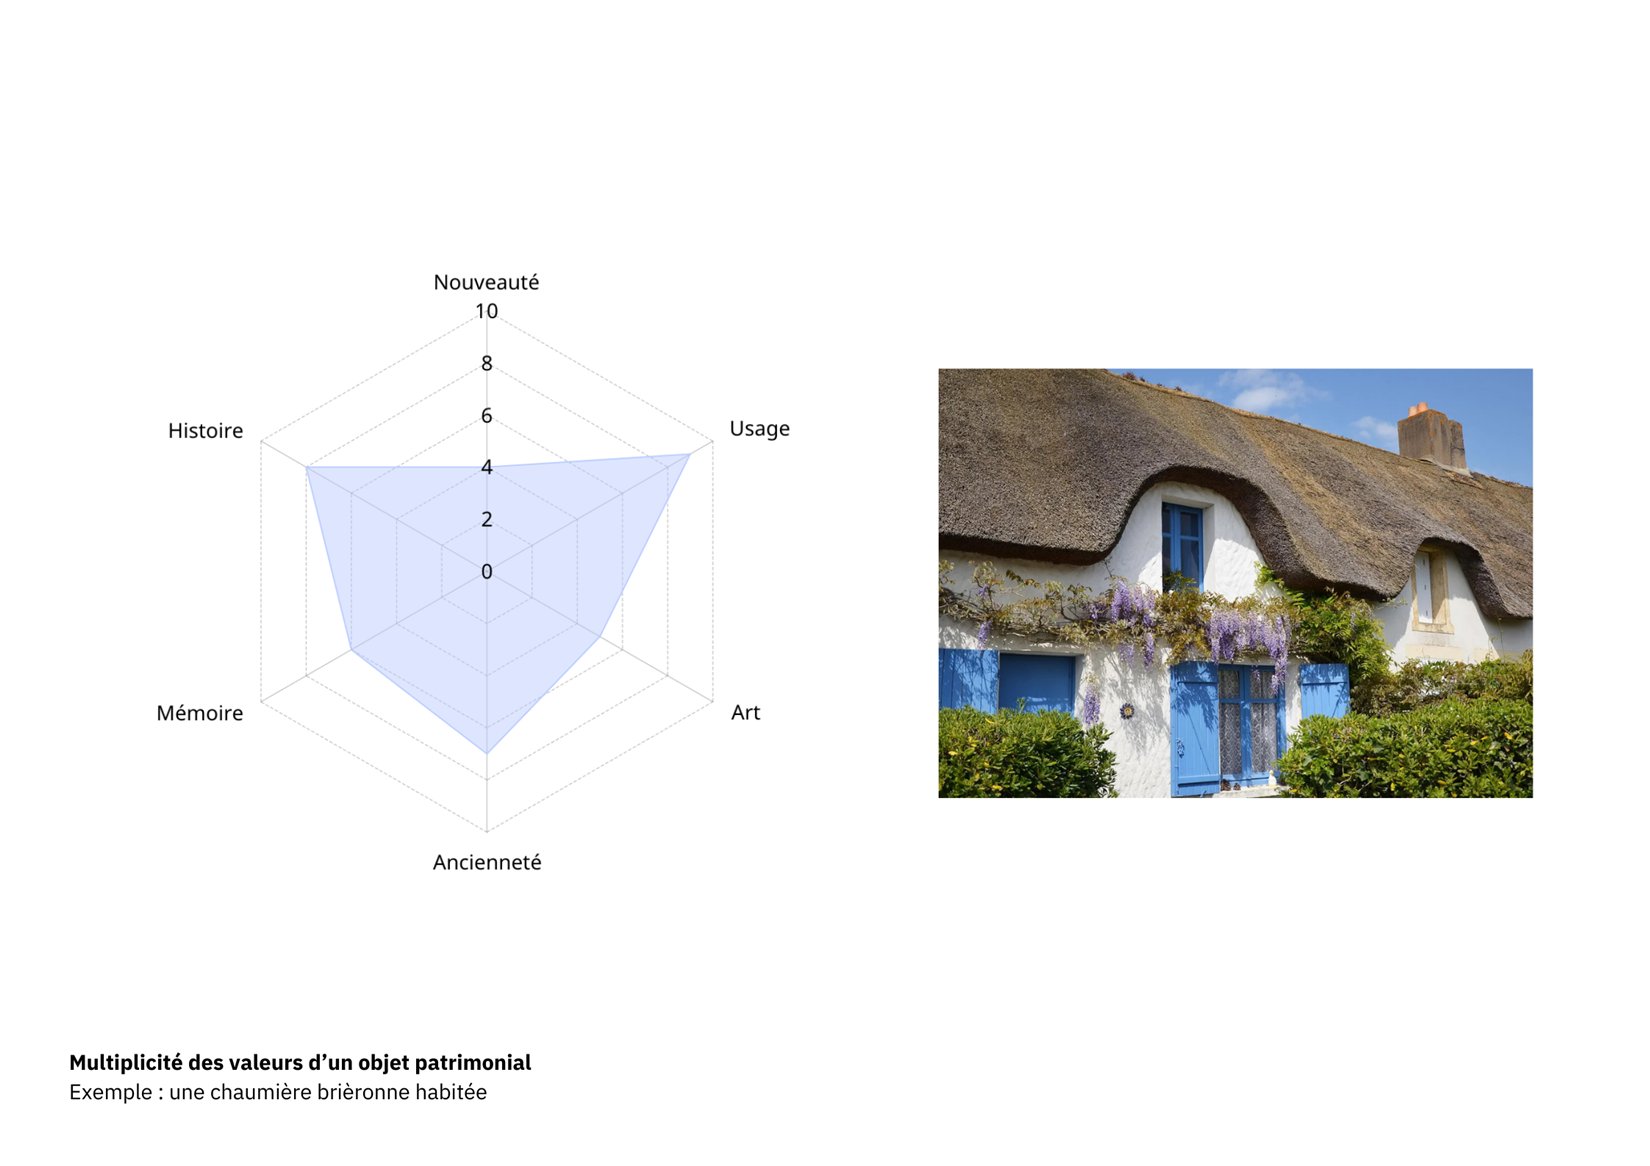 Nouveauté
10
8
6
4
2
0
Histoire
Usage
Mémoire
Art
Ancienneté
Multiplicité des valeurs d’un objet patrimonial
Exemple : une chaumière brièronne habitée